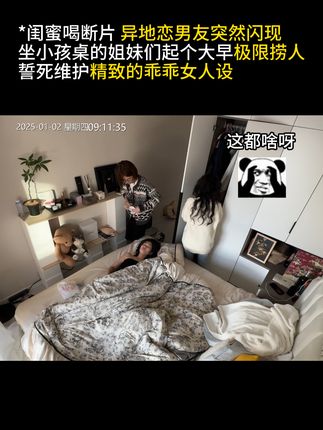 *闺蜜喝断片 异地恋男友突然闪现
坐小孩桌的姐妹们起个大早极限捞人
誓死维护精致的乖乖女人设
2025-01-02 星期四 09:11:35
这都啥呀